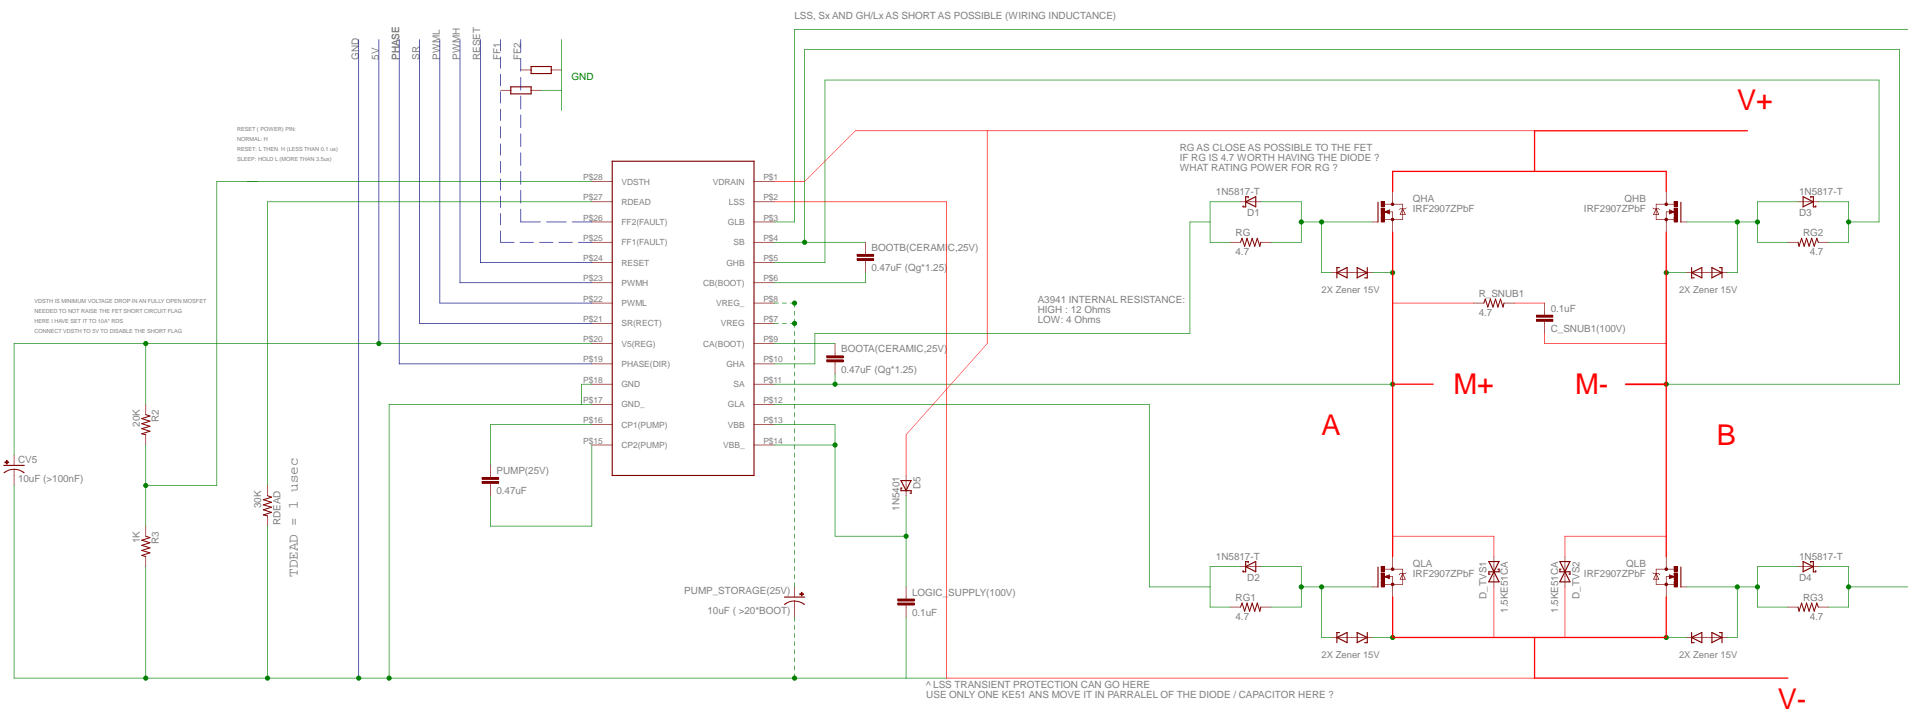 LSS, Sx AND GH/Lx AS SHORT AS POSSIBLE (WIRING INDUCTANCE)
GND
5V
PHASE
SR
PWML
PWMH
RESET
FF1
FF2
GND
V+
RESET ( POWER) PIN:
NORMAL: H
RESET: L THEN H (LESS THAN 0.1 us)
SLEEP: HOLD L (MORE THAN 3.5us)
RG AS CLOSE AS POSSIBLE TO THE FET
IF RG IS 4.7 WORTH HAVING THE DIODE ?
WHAT RATING POWER FOR RG ?
P$28 VDSTH VDRAIN P$1
P$27 RDEAD LSS P$2
P$26 FF2(FAULT) GLB P$3
P$25 FF1(FAULT) SB P$4
P$24 RESET GHB P$5
P$23 PWMH CB(BOOT) P$6
P$22 PWML VREG_ P$8
P$21 SR(RECT) VREG P$7
P$20 V5(REG) CA(BOOT) P$9
P$19 PHASE(DIR) GHA P$10
P$18 GND SA P$11
P$17 GND_ GLA P$12
P$16 CP1(PUMP) VBB P$13
P$15 CP2(PUMP) VBB_ P$14
1N5817-T
D1
RG
4.7
QHA
IRF2907ZPbF
QHB
IRF2907ZPbF
1N5817-T
D3
RG2
4.7
BOOTB(CERAMIC,25V)
0.47uF (Qg*1.25)
2X Zener 15V
2X Zener 15V
A3941 INTERNAL RESISTANCE:
HIGH : 12 Ohms
LOW: 4 Ohms
R_SNUB1
4.7
0.1uF
C_SNUB1(100V)
VDSTH IS MINIMUM VOLTAGE DROP IN AN FULLY OPEN MOSFET
NEEDED TO NOT RAISE THE FET SHORT CIRCUIT FLAG
HERE I HAVE SET IT TO 10A* RDS
CONNECT VDSTH TO 5V TO DISABLE THE SHORT FLAG
BOOTA(CERAMIC,25V)
0.47uF (Qg*1.25)
M+
M-
A
B
20K
R2
CV5
10uF (>100nF)
30K
RDEAD
TDEAD = 1 usec
1K
R3
PUMP(25V)
0.47uF
1N5401
D5
PUMP_STORAGE(25V)
10uF ( >20*BOOT)
LOGIC_SUPPLY(100V)
0.1uF
1N5817-T
D2
RG1
4.7
QLA
IRF2907ZPbF
D_TVS1
1.5KE51CA
1.5KE51CA
D_TVS2
QLB
IRF2907ZPbF
1N5817-T
D4
RG3
4.7
2X Zener 15V
2X Zener 15V
^ LSS TRANSIENT PROTECTION CAN GO HERE
USE ONLY ONE KE51 ANS MOVE IT IN PARRALEL OF THE DIODE / CAPACITOR HERE ?
V-